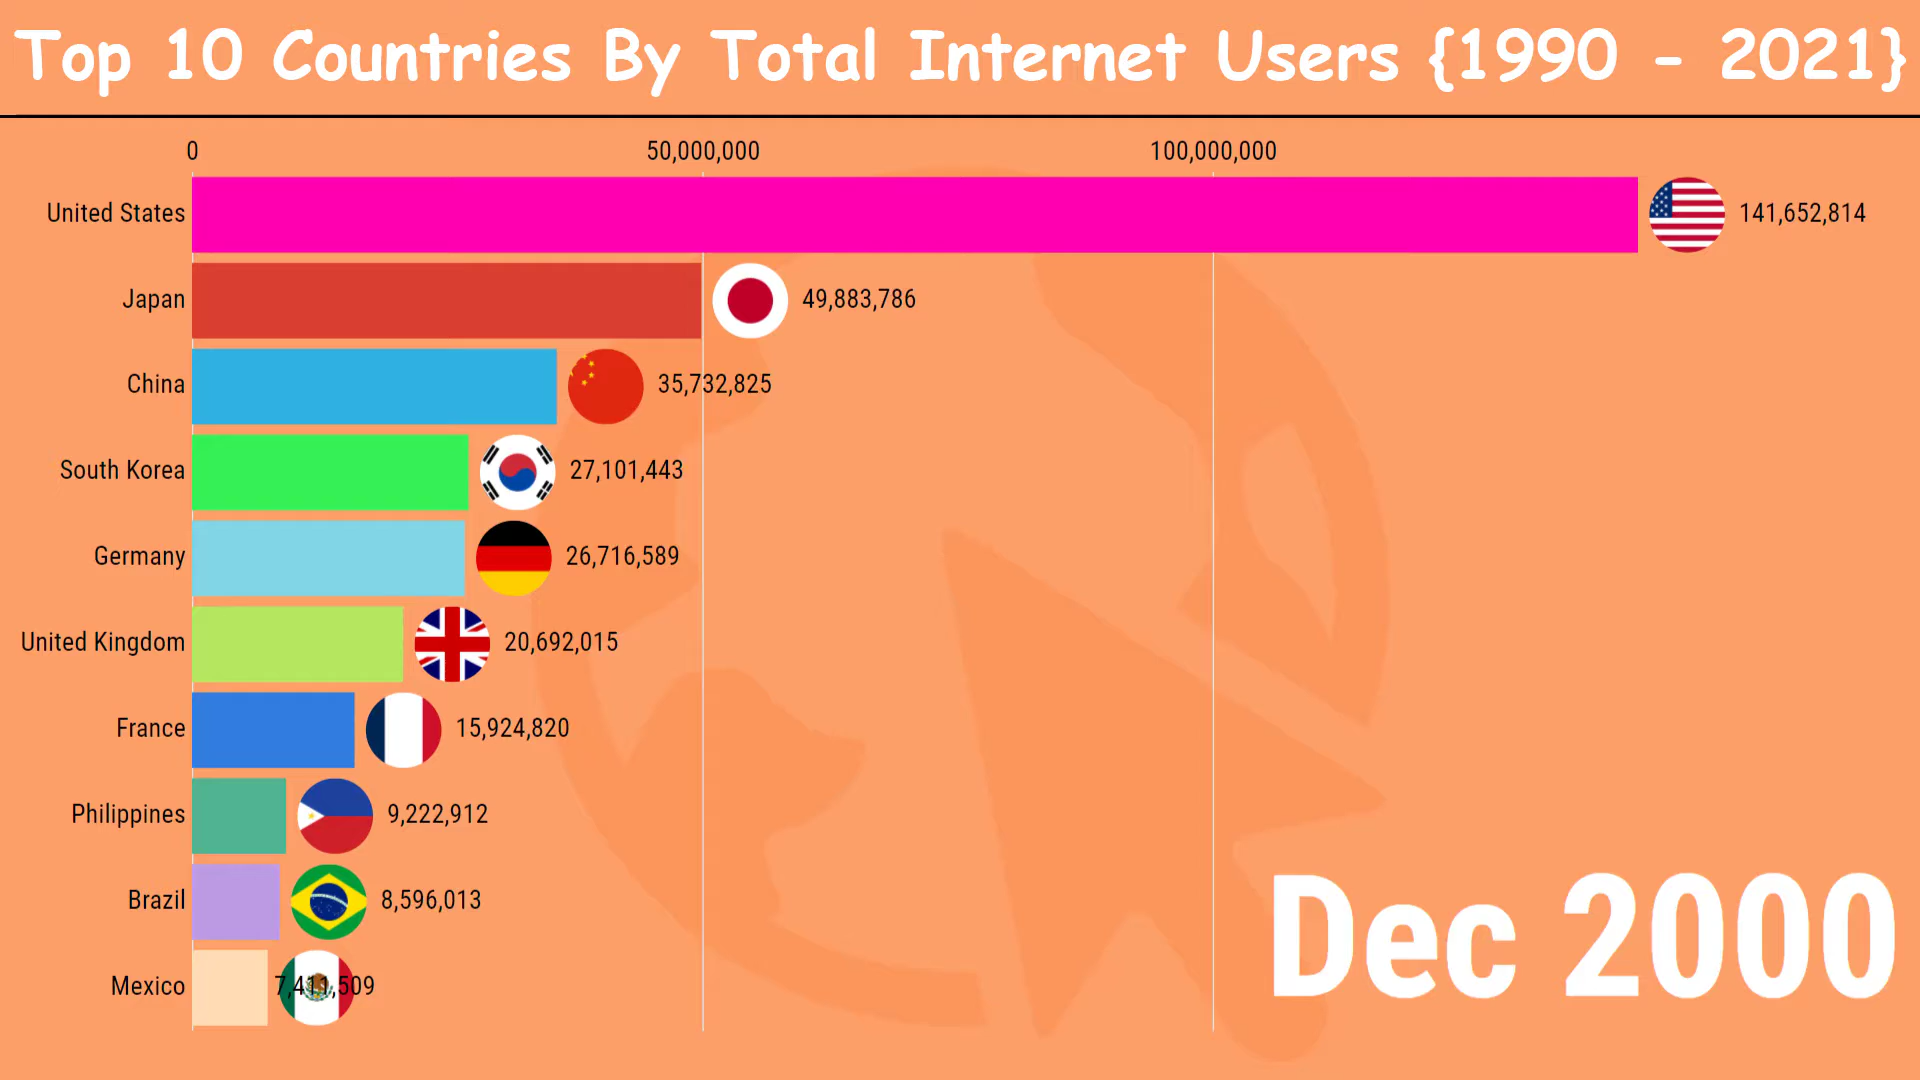 Top 10 Countries By Total Internet Users {1990 - 2021}
0 50,000,000 100,000,000
United States 141,652,814
Japan 49,883,786
China 35,732,825
South Korea 27,101,443
Germany 26,716,589
United Kingdom 20,692,015
France 15,924,820
Philippines 9,222,912
Brazil 8,596,013
Mexico 7,411,509
Dec 2000